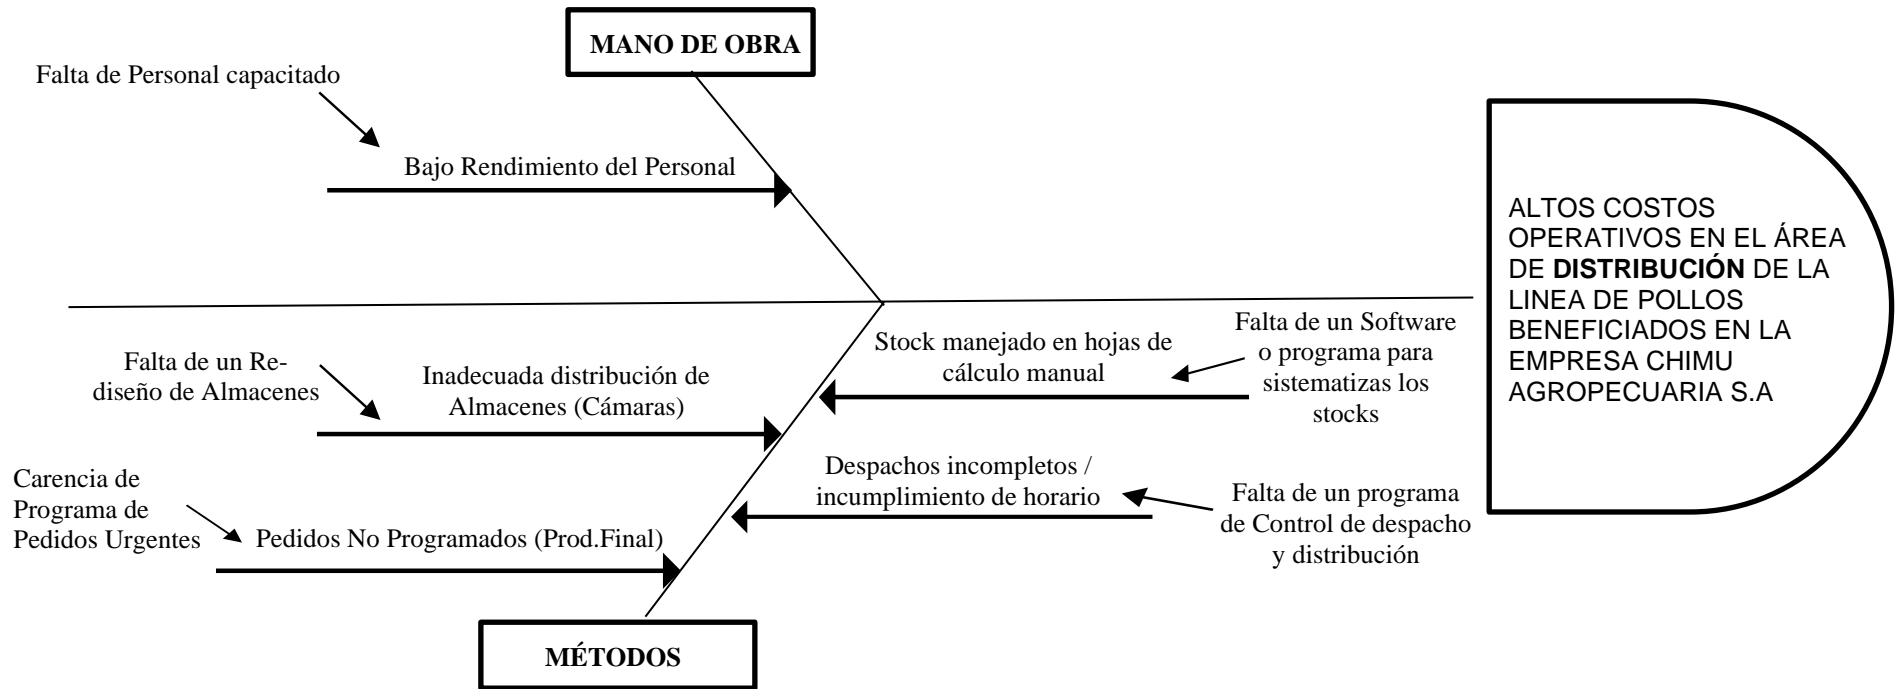 MANO DE OBRA
Falta de Personal capacitado
Bajo Rendimiento del Personal
ALTOS COSTOS
OPERATIVOS EN EL ÁREA
DE DISTRIBUCIÓN DE LA
LINEA DE POLLOS
BENEFICIADOS EN LA
EMPRESA CHIMU
AGROPECUARIA S.A
Falta de un Re-
diseño de Almacenes
Inadecuada distribución de
Almacenes (Cámaras)
Stock manejado en hojas de
cálculo manual
Falta de un Software
o programa para
sistematizas los
stocks
Carencia de
Programa de
Pedidos Urgentes
Pedidos No Programados (Prod.Final)
Despachos incompletos /
incumplimiento de horario
Falta de un programa
de Control de despacho
y distribución
MÉTODOS